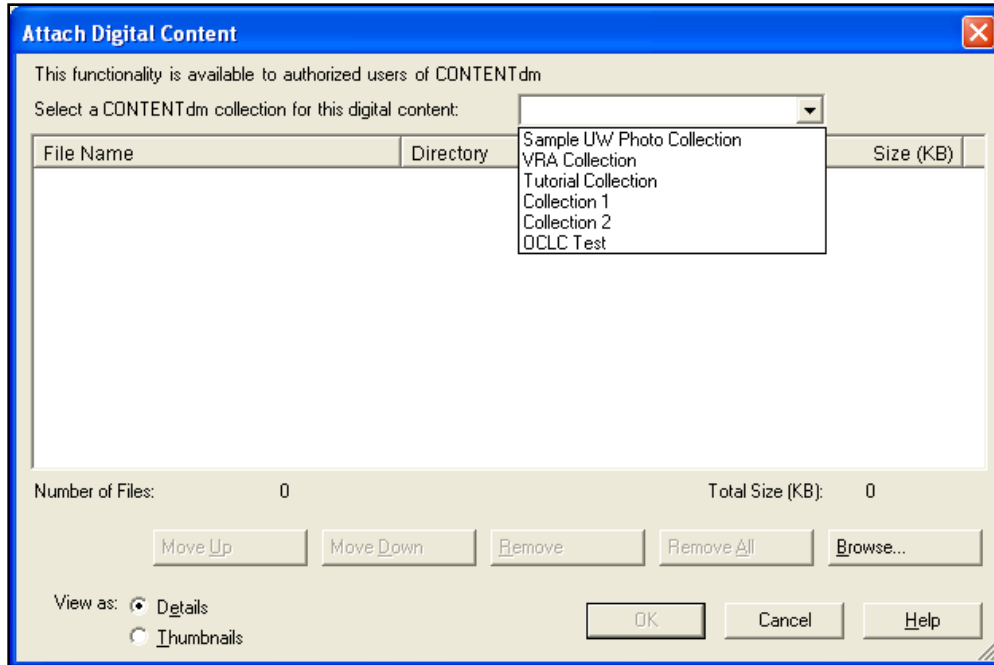 Attach Digital Content
This functionality is available to authorized users of CONTENTdm
Select a CONTENTdm collection for this digital content:
File Name Directory Size (KB)
Sample UW Photo Collection
VRA Collection
Tutorial Collection
Collection 1
Collection 2
OCLC Test
Number of Files: 0 Total Size (KB): 0
Move Up Move Down Remove Remove All Browse...
View as: Details
Thumbnails
OK Cancel Help